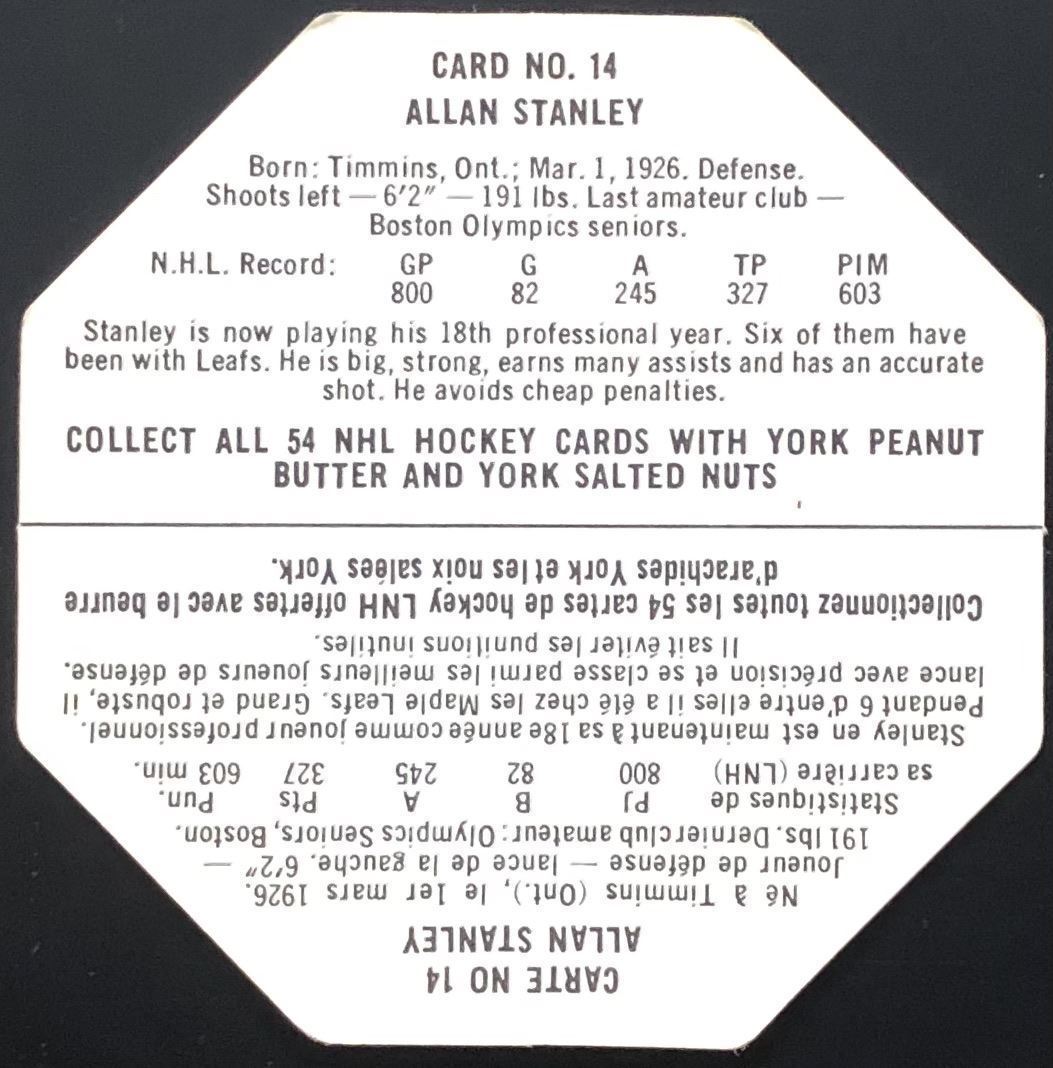 CARD NO. 14
ALLAN STANLEY
Born: Timmins, Ont.; Mar. 1, 1926. Defense.
Shoots left — 6'2" — 191 lbs. Last amateur club —
Boston Olympics seniors.
N.H.L. Record: GP G A TP PIM
800 82 245 327 603
Stanley is now playing his 18th professional year. Six of them have
been with Leafs. He is big, strong, earns many assists and has an accurate
shot. He avoids cheap penalties.
COLLECT ALL 54 NHL HOCKEY CARDS WITH YORK PEANUT
BUTTER AND YORK SALTED NUTS
CARTE NO 14
ALLAN STANLEY
Né à Timmins (Ont.), le 1er mars 1926.
Joueur de défense — lance de la gauche. 6'2" —
191 lbs. Dernier club amateur: Olympics Seniors, Boston.
Statistiques de PJ B A Pts Pun.
sa carrière (LNH) 800 82 245 327 603 min.
Stanley en est maintenant à sa 18e année comme joueur professionnel.
Pendant 6 d'entre elles il a été chez les Maple Leafs. Grand et robuste, il
lance avec précision et se classe parmi les meilleurs joueurs de défense.
Il sait éviter les punitions inutiles.
Collectionnez toutes les 54 cartes de hockey LNH offertes avec le beurre
d'arachides York et les noix salées York.